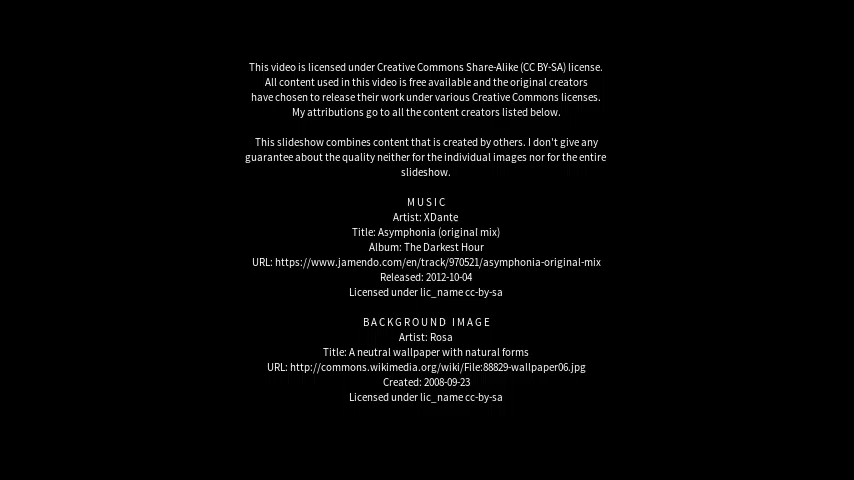 This video is licensed under Creative Commons Share-Alike (CC BY-SA) license.
All content used in this video is free available and the original creators
have chosen to release their work under various Creative Commons licenses.
My attributions go to all the content creators listed below.
This slideshow combines content that is created by others. I don't give any
guarantee about the quality neither for the individual images nor for the entire
slideshow.
MUSIC
Artist: XDante
Title: Asymphonia (original mix)
Album: The Darkest Hour
URL: https://www.jamendo.com/en/track/970521/asymphonia-original-mix
Released: 2012-10-04
Licensed under lic_name cc-by-sa
BACKGROUND IMAGE
Artist: Rosa
Title: A neutral wallpaper with natural forms
URL: http://commons.wikimedia.org/wiki/File:88829-wallpaper06.jpg
Created: 2008-09-23
Licensed under lic_name cc-by-sa